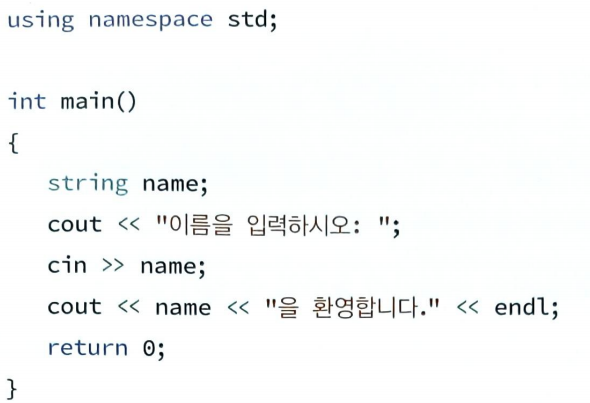 using namespace std;
int main()
{
string name;
cout << "이름을 입력하시오: ";
cin >> name;
cout << name << "을 환영합니다." << endl;
return 0;
}